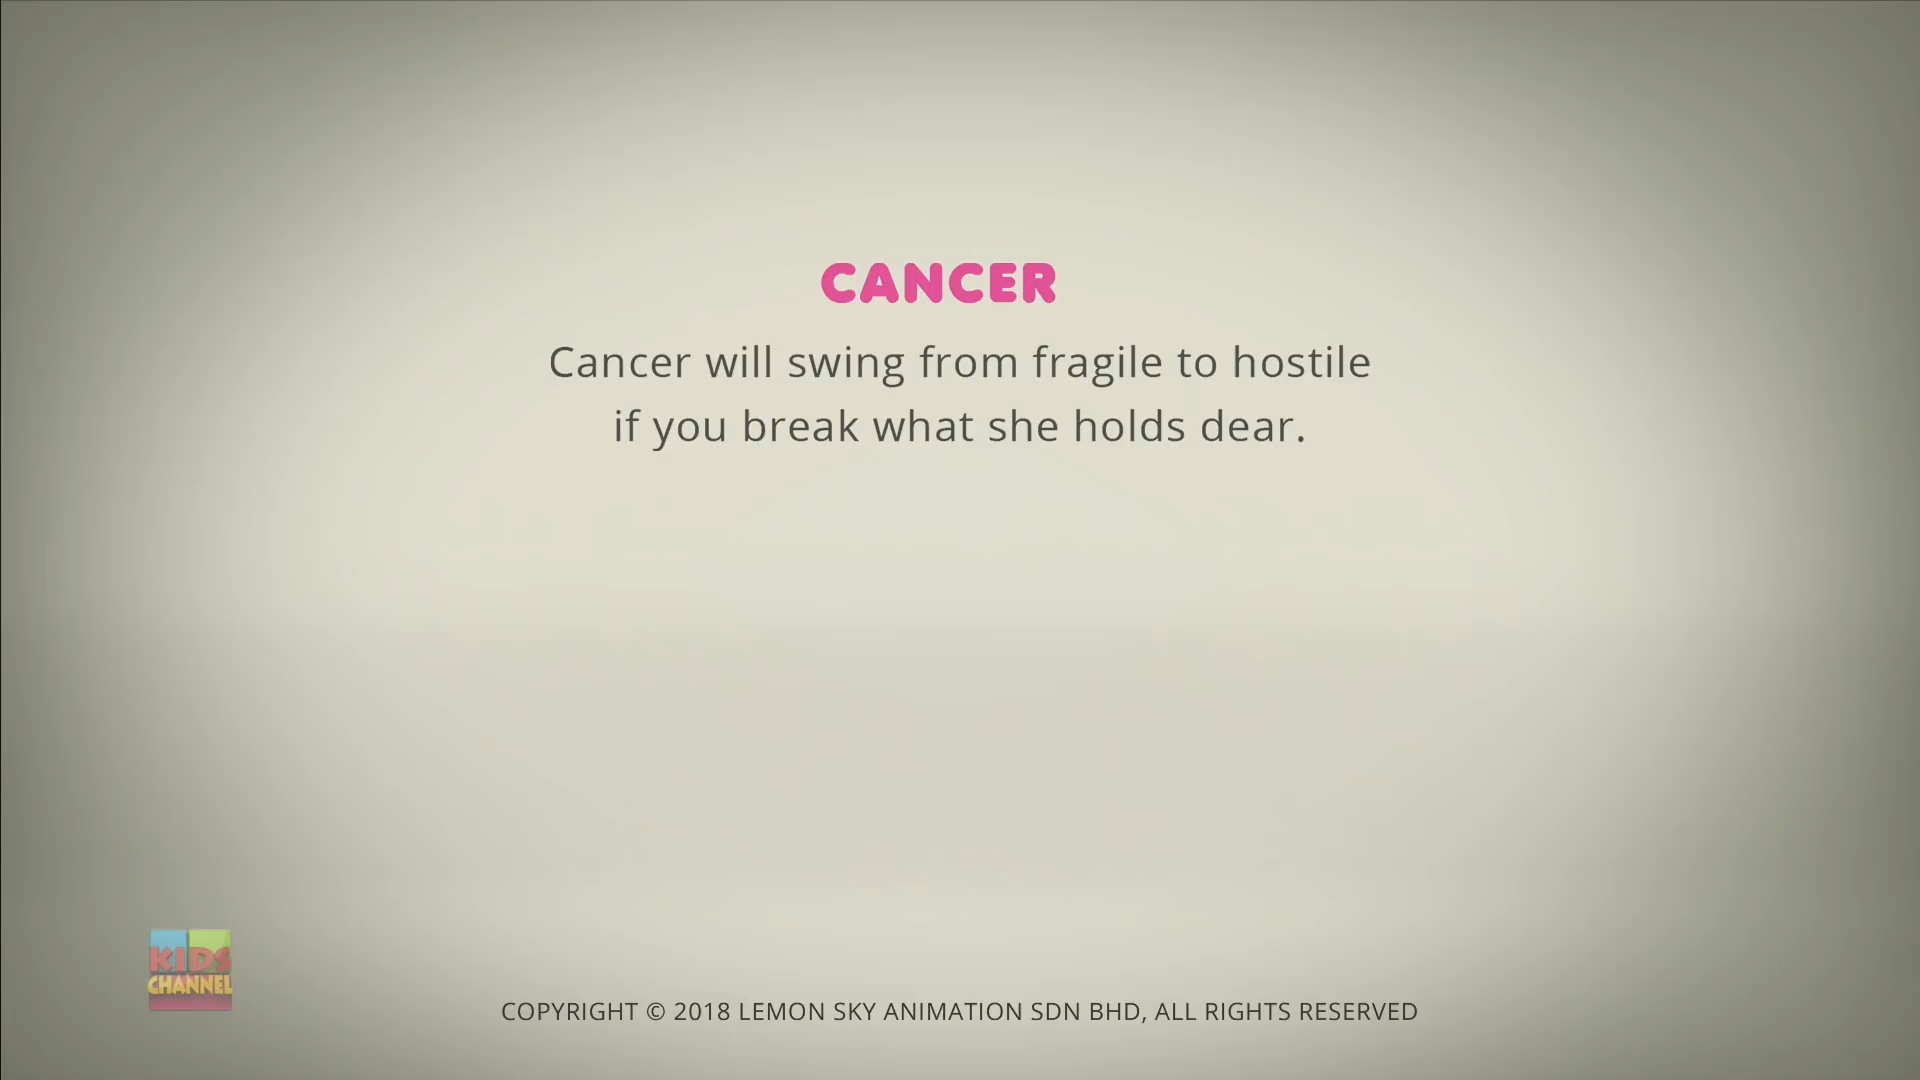 CANCER
Cancer will swing from fragile to hostile
if you break what she holds dear.
KIDS
CHANNEL
COPYRIGHT © 2018 LEMON SKY ANIMATION SDN BHD, ALL RIGHTS RESERVED